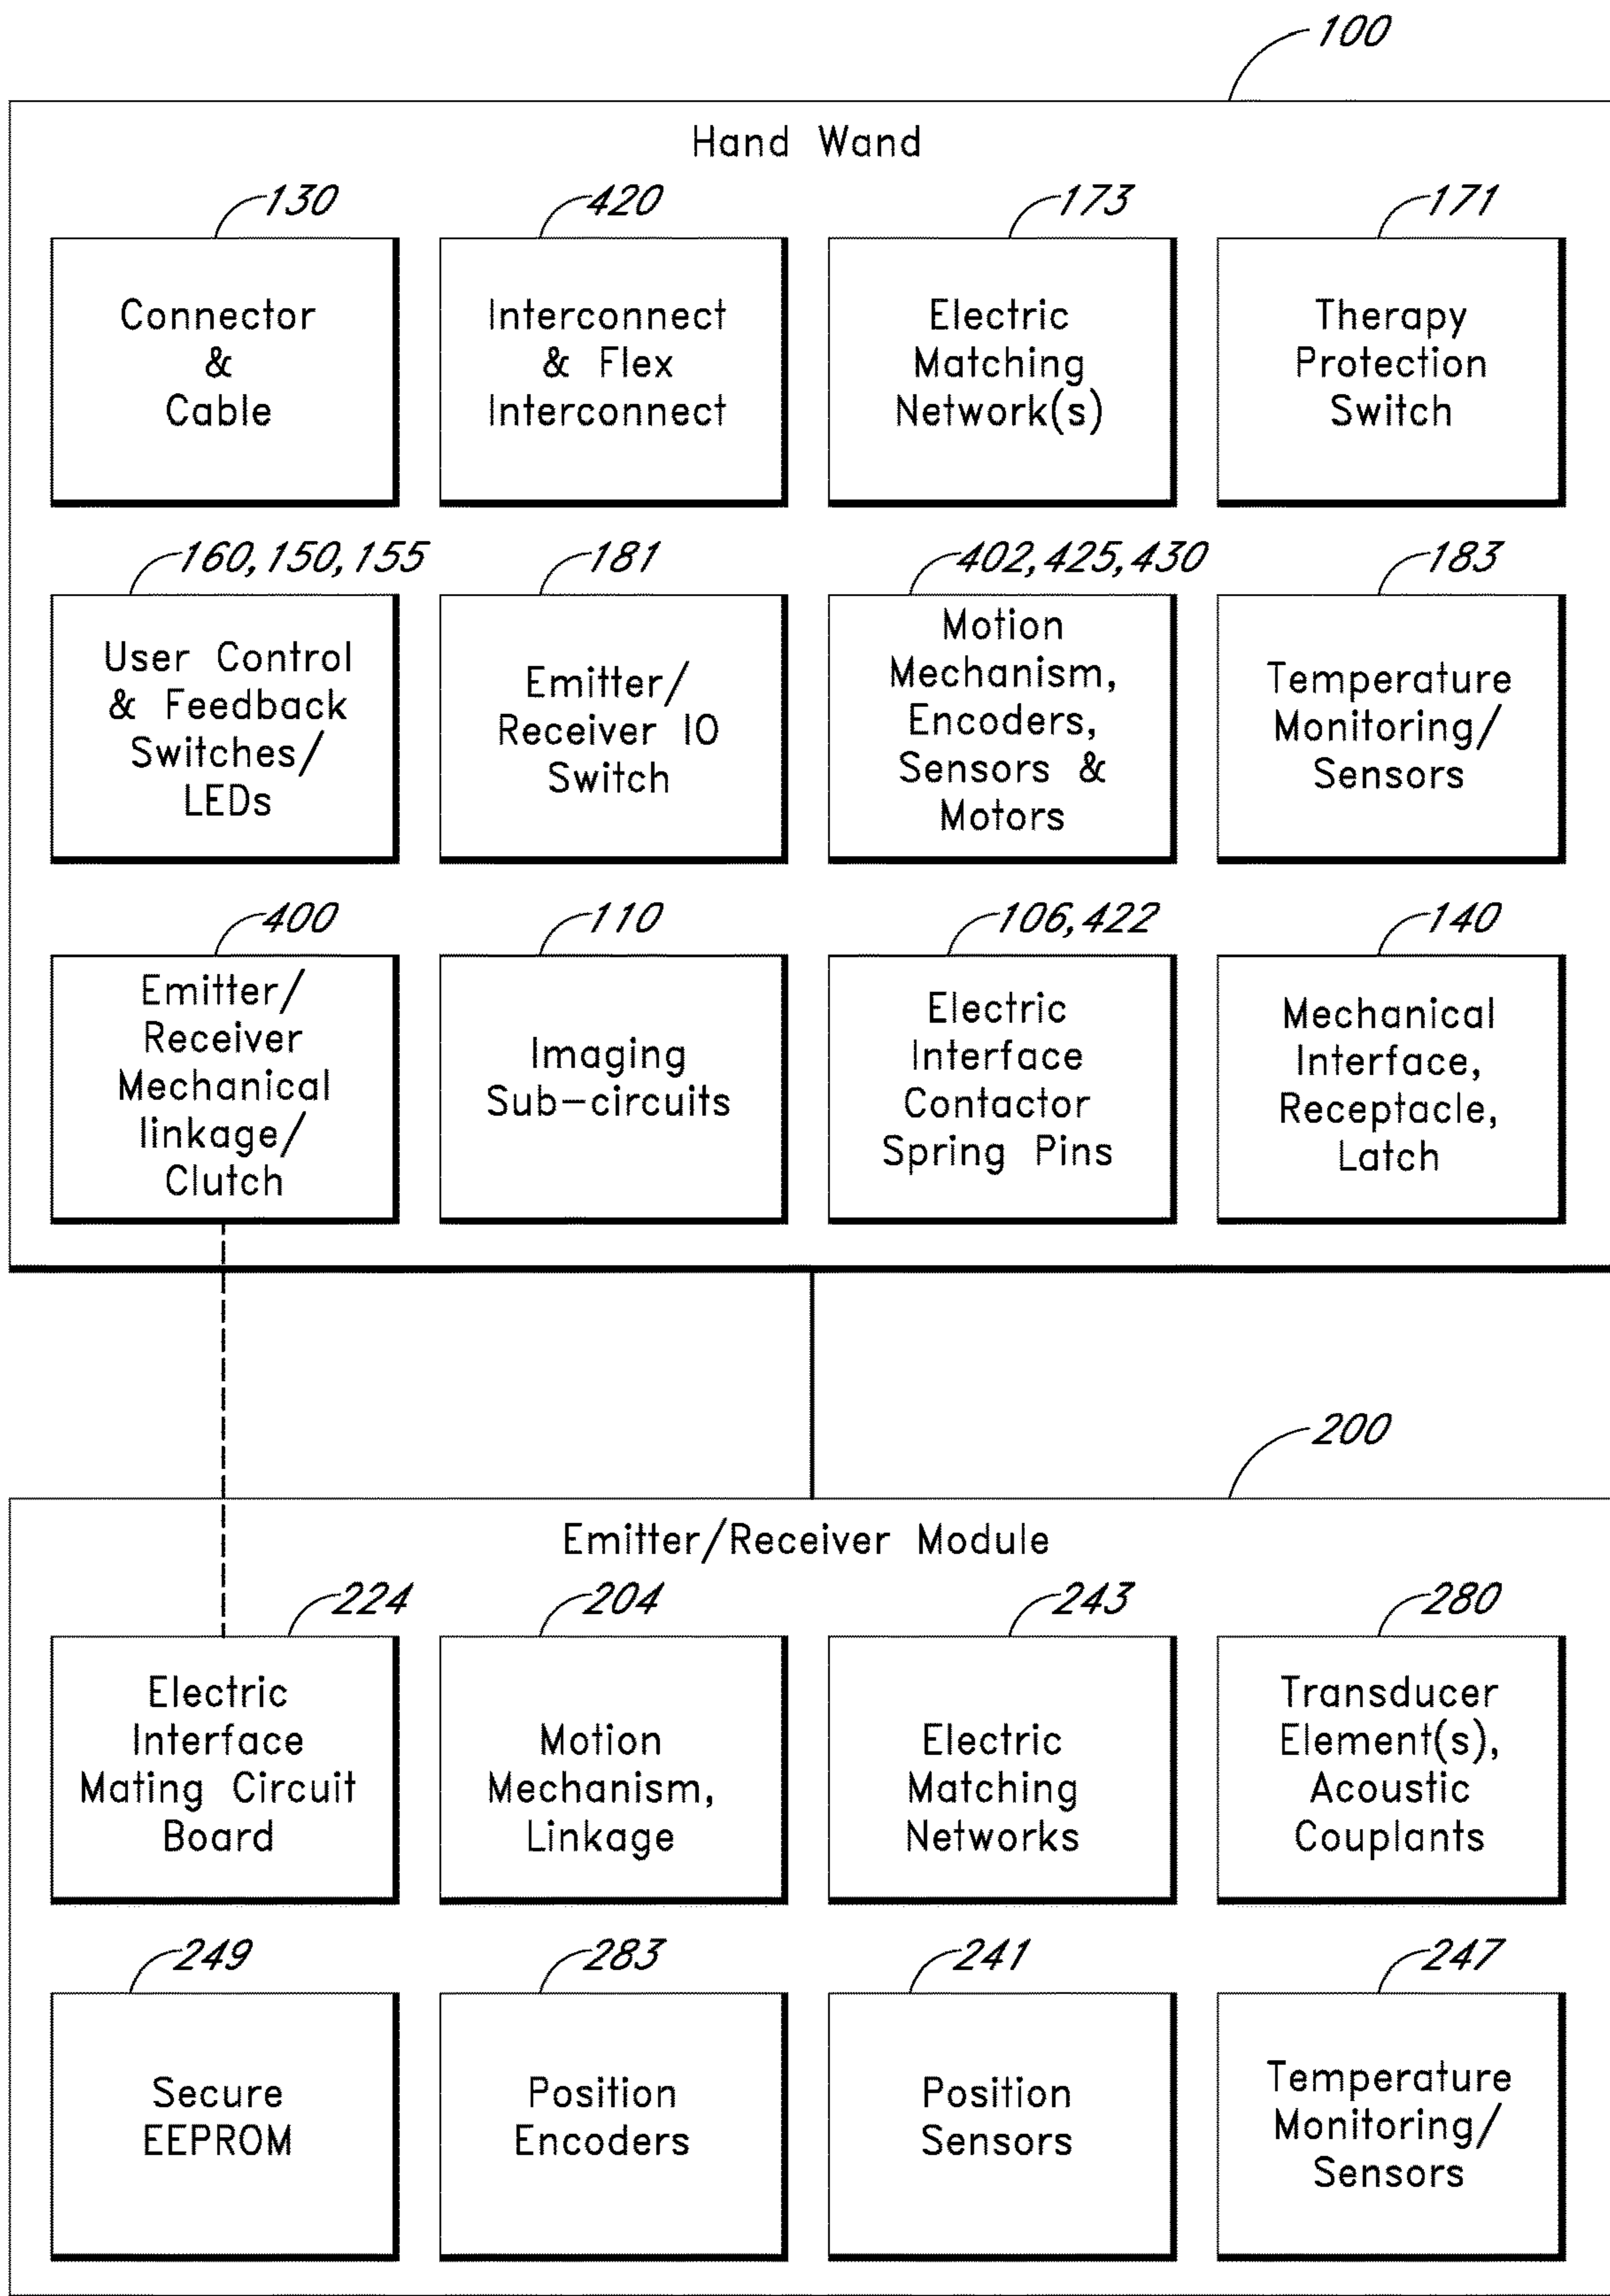 100
Hand Wand
130
Connector
&
Cable
420
Interconnect
& Flex
Interconnect
173
Electric
Matching
Network(s)
171
Therapy
Protection
Switch
160, 150, 155
User Control
& Feedback
Switches/
LEDs
181
Emitter/
Receiver IO
Switch
402, 425, 430
Motion
Mechanism,
Encoders,
Sensors &
Motors
183
Temperature
Monitoring/
Sensors
400
Emitter/
Receiver
Mechanical
linkage/
Clutch
110
Imaging
Sub-circuits
106, 422
Electric
Interface
Contactor
Spring Pins
140
Mechanical
Interface,
Receptacle,
Latch
200
Emitter/Receiver Module
224
Electric
Interface
Mating Circuit
Board
204
Motion
Mechanism,
Linkage
243
Electric
Matching
Networks
280
Transducer
Element(s),
Acoustic
Couplants
249
Secure
EEPROM
283
Position
Encoders
241
Position
Sensors
247
Temperature
Monitoring/
Sensors